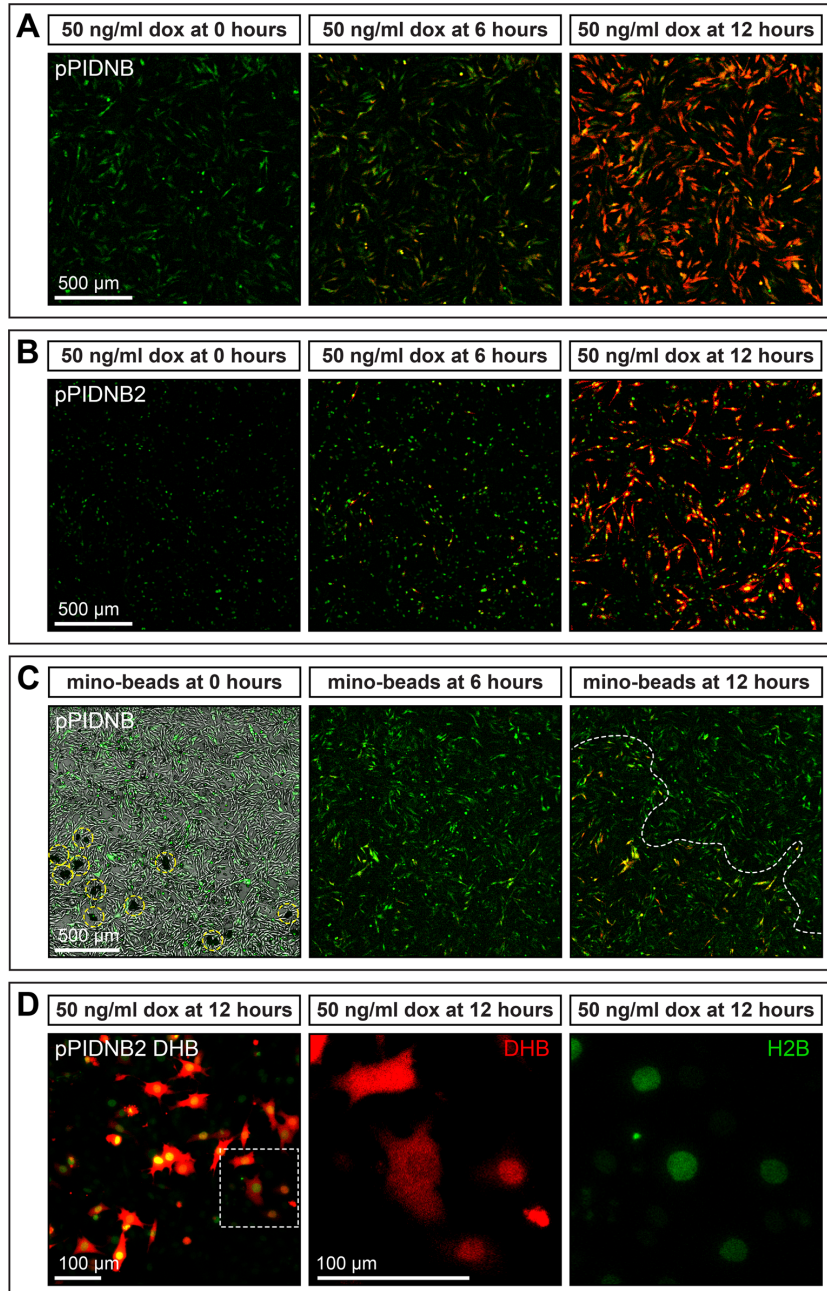 A
50 ng/ml dox at 0 hours
50 ng/ml dox at 6 hours
50 ng/ml dox at 12 hours
pPIDNB
500 µm
B
50 ng/ml dox at 0 hours
50 ng/ml dox at 6 hours
50 ng/ml dox at 12 hours
pPIDNB2
500 µm
C
mino-beads at 0 hours
mino-beads at 6 hours
mino-beads at 12 hours
pPIDNB
500 µm
D
50 ng/ml dox at 12 hours
50 ng/ml dox at 12 hours
50 ng/ml dox at 12 hours
pPIDNB2 DHB
DHB
H2B
100 µm
100 µm